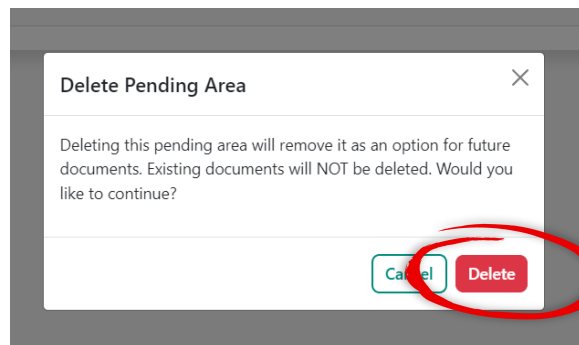 Delete Pending Area
Deleting this pending area will remove it as an option for future
documents. Existing documents will NOT be deleted. Would you
like to continue?
Cancel
Delete